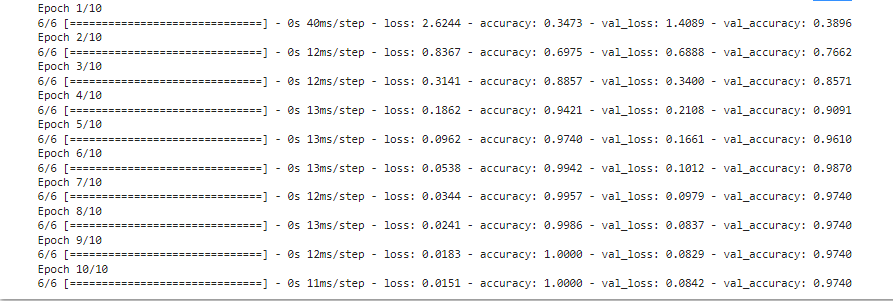 Epoch 1/10
6/6 [==============================] - 0s 40ms/step - loss: 2.6244 - accuracy: 0.3473 - val_loss: 1.4089 - val_accuracy: 0.3896
Epoch 2/10
6/6 [==============================] - 0s 12ms/step - loss: 0.8367 - accuracy: 0.6975 - val_loss: 0.6888 - val_accuracy: 0.7662
Epoch 3/10
6/6 [==============================] - 0s 12ms/step - loss: 0.3141 - accuracy: 0.8857 - val_loss: 0.3400 - val_accuracy: 0.8571
Epoch 4/10
6/6 [==============================] - 0s 13ms/step - loss: 0.1862 - accuracy: 0.9421 - val_loss: 0.2108 - val_accuracy: 0.9091
Epoch 5/10
6/6 [==============================] - 0s 13ms/step - loss: 0.0962 - accuracy: 0.9740 - val_loss: 0.1661 - val_accuracy: 0.9610
Epoch 6/10
6/6 [==============================] - 0s 13ms/step - loss: 0.0538 - accuracy: 0.9942 - val_loss: 0.1012 - val_accuracy: 0.9870
Epoch 7/10
6/6 [==============================] - 0s 12ms/step - loss: 0.0344 - accuracy: 0.9957 - val_loss: 0.0979 - val_accuracy: 0.9740
Epoch 8/10
6/6 [==============================] - 0s 13ms/step - loss: 0.0241 - accuracy: 0.9986 - val_loss: 0.0837 - val_accuracy: 0.9740
Epoch 9/10
6/6 [==============================] - 0s 12ms/step - loss: 0.0183 - accuracy: 1.0000 - val_loss: 0.0829 - val_accuracy: 0.9740
Epoch 10/10
6/6 [==============================] - 0s 11ms/step - loss: 0.0151 - accuracy: 1.0000 - val_loss: 0.0842 - val_accuracy: 0.9740